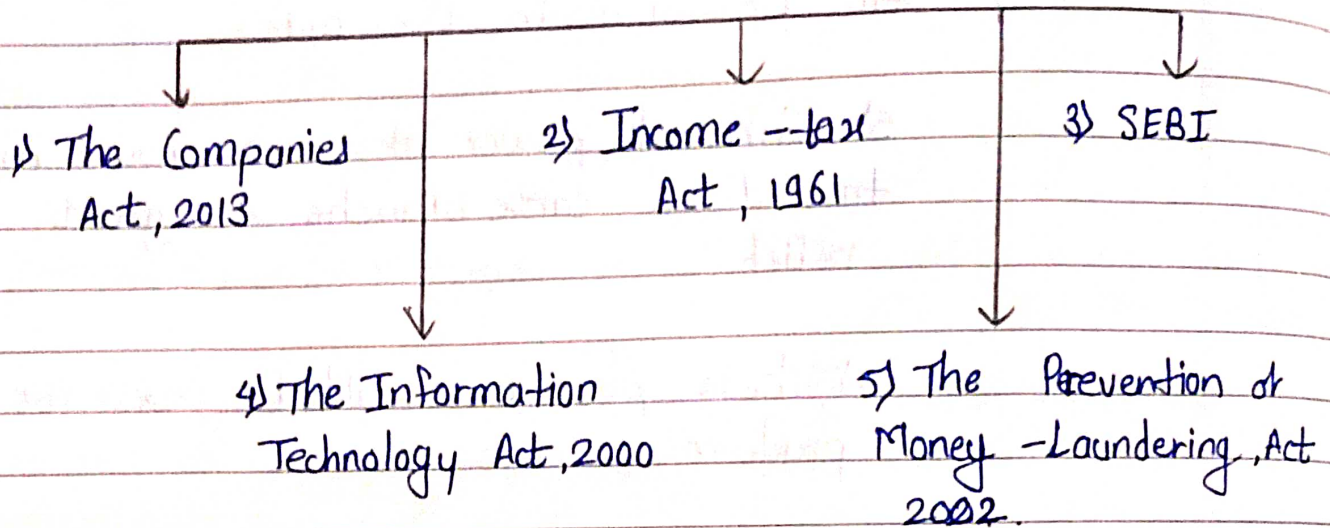 1) The Companies
Act, 2013
2) Income-tax
Act, 1961
3) SEBI
4) The Information
Technology Act, 2000
5) The Prevention of
Money-Laundering, Act
2002.